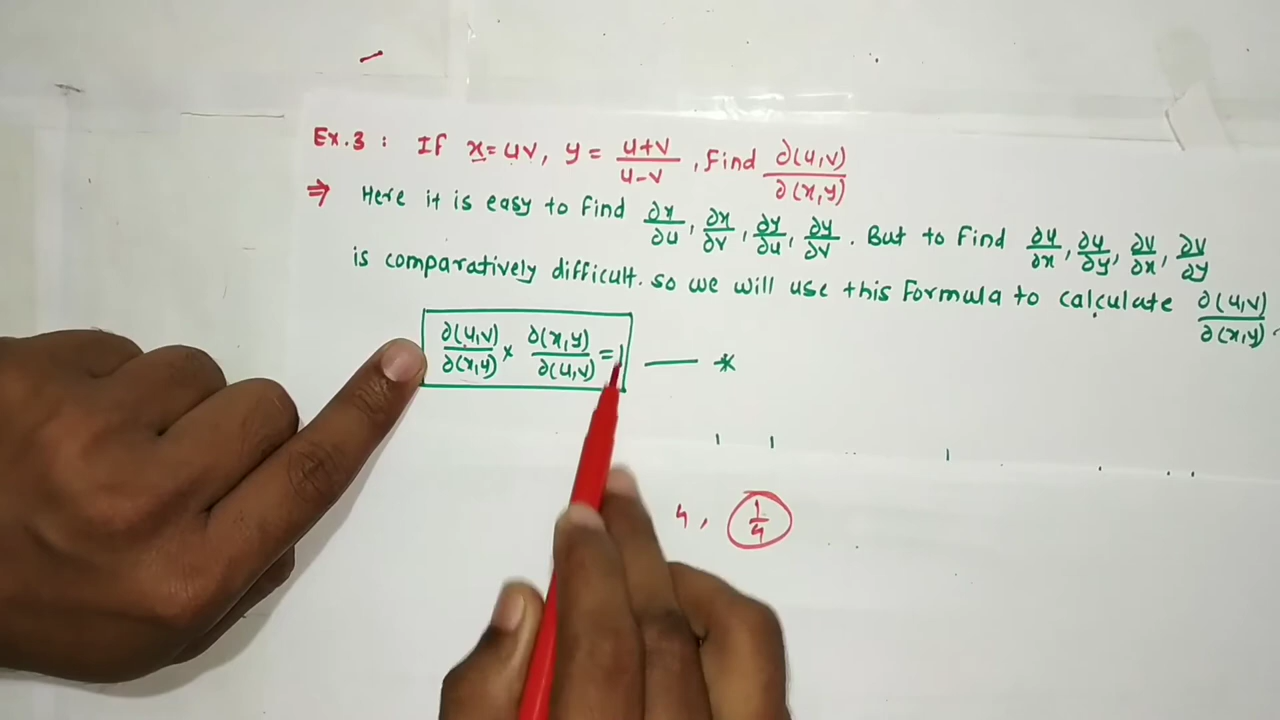 Ex.3 : If x=uv, y = u+v/u-v, find ∂(u,v)/∂(x,y)
⇒ Here it is easy to find ∂x/∂u, ∂x/∂v, ∂y/∂u, ∂y/∂v. But to find ∂u/∂x, ∂u/∂y, ∂v/∂x, ∂v/∂y
is comparatively difficult. so we will use this formula to calculate ∂(u,v)/∂(x,y).
∂(u,v)/∂(x,y) × ∂(x,y)/∂(u,v) = 1 — *
4, 1/4